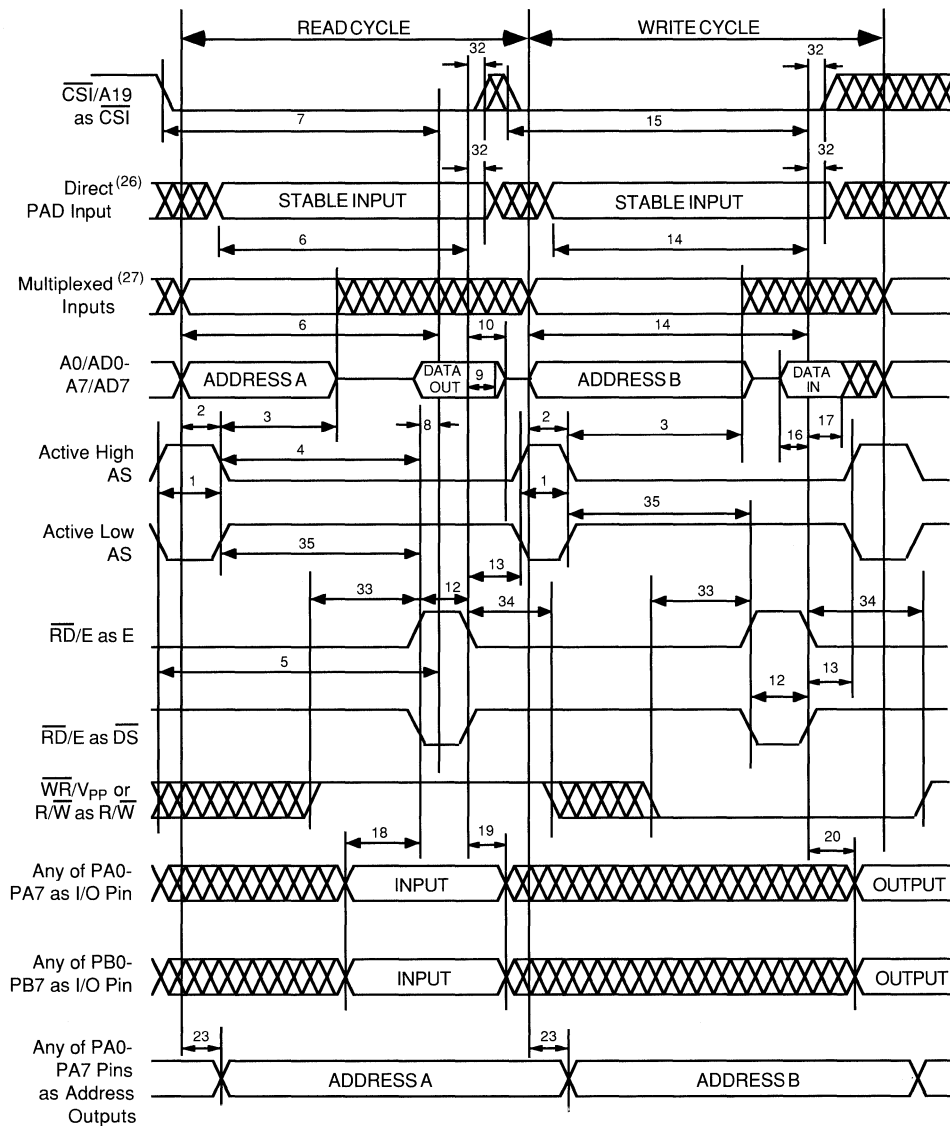 READ CYCLE WRITE CYCLE
32 32
CSI/A19
as CSI
7 15
32 32
Direct (26)
PAD Input
STABLE INPUT STABLE INPUT
6 14
Multiplexed (27)
Inputs
6 10 14
A0/AD0-
A7/AD7
ADDRESS A DATA OUT 9 ADDRESS B DATA IN
2 3 8 2 3 16 17
Active High
AS
4
1 1
35
Active Low
AS
35
13
33 12 34 33 34
RD/E as E
5 12 13
RD/E as DS
WR/VPP or
R/W as R/W
18 19 20
Any of PA0-
PA7 as I/O Pin
INPUT OUTPUT
Any of PB0-
PB7 as I/O Pin
INPUT OUTPUT
23 23
Any of PA0-
PA7 Pins
as Address
Outputs
ADDRESS A ADDRESS B